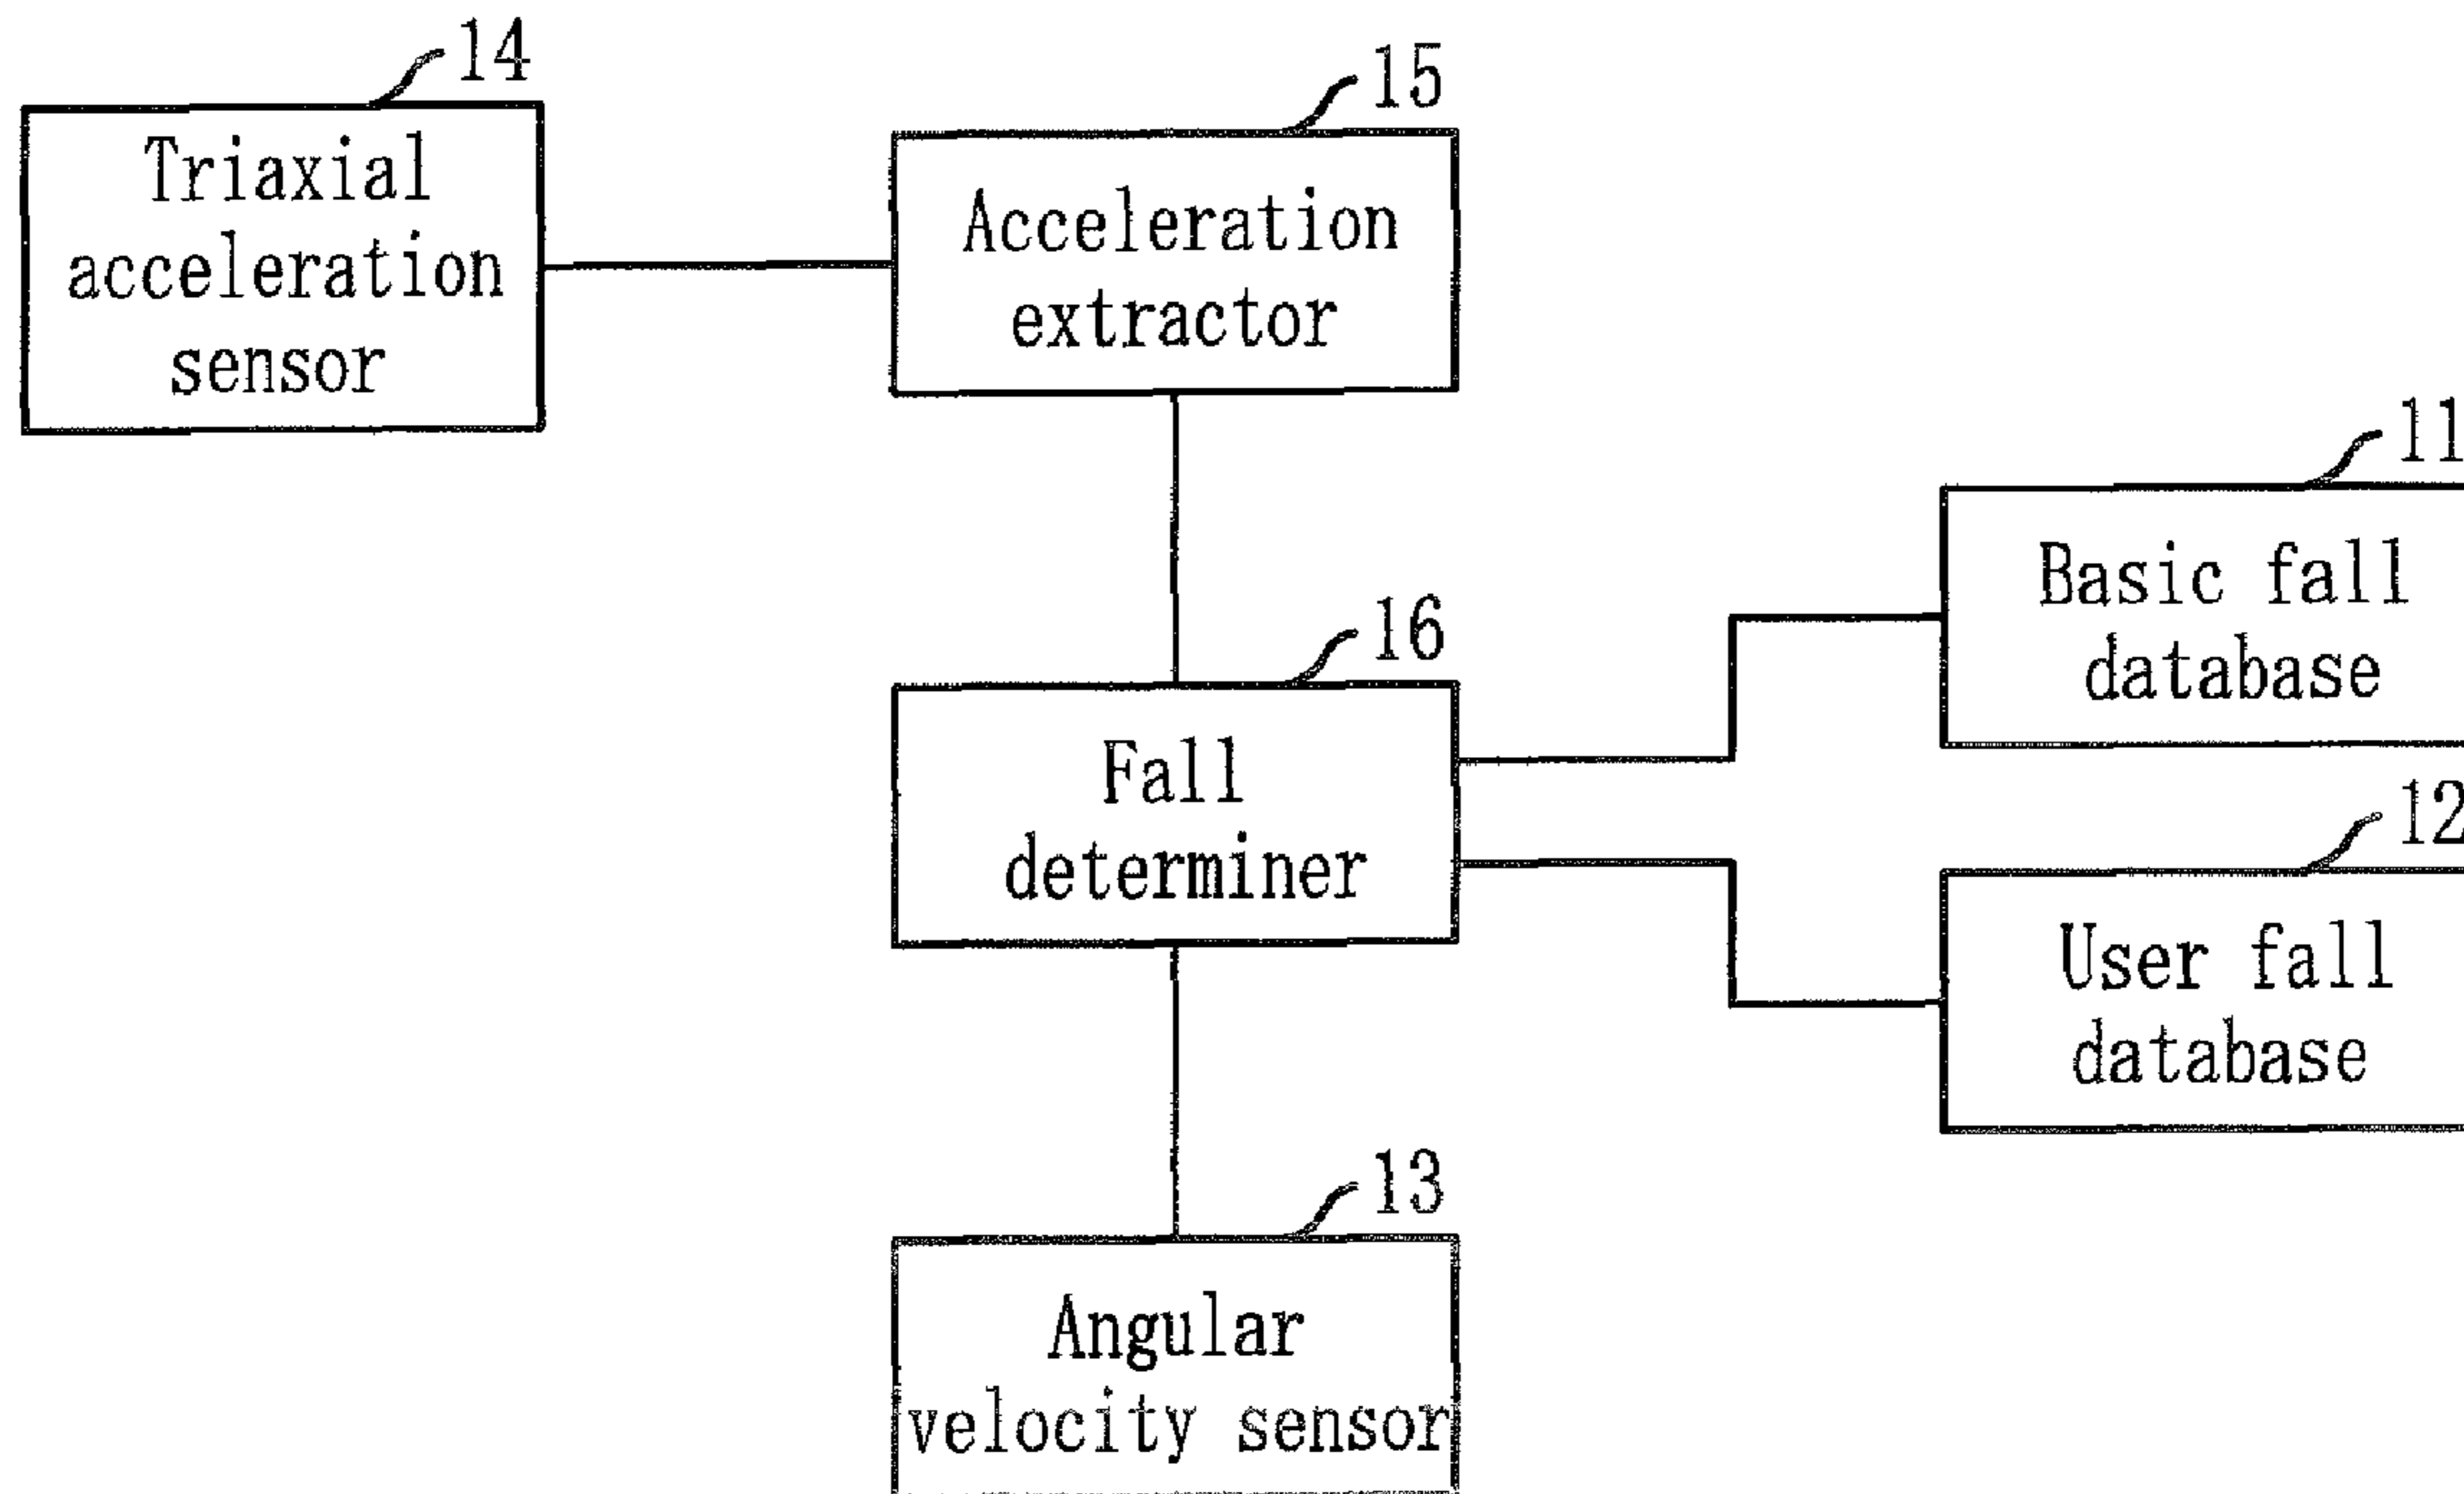 14
Triaxial
acceleration
sensor
15
Acceleration
extractor
11
Basic fall
database
16
Fall
determiner
12
User fall
database
13
Angular
velocity sensor